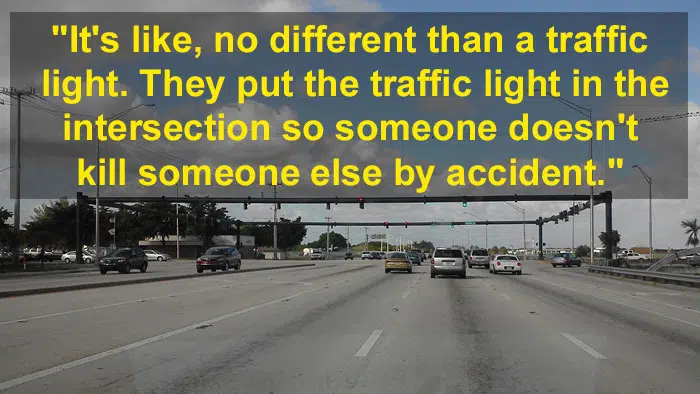 "It's like, no different than a traffic
light. They put the traffic light in the
intersection so someone doesn't
kill someone else by accident."